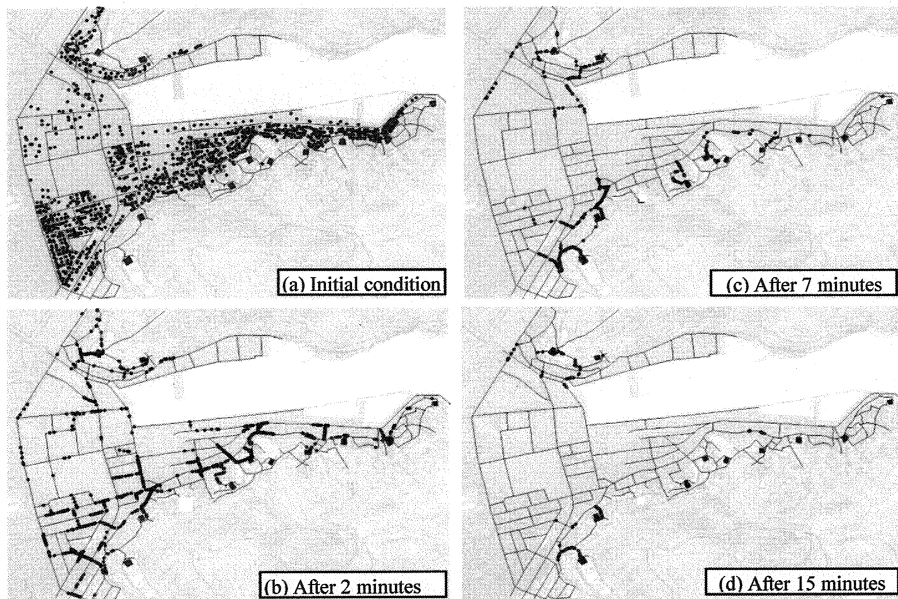 (a) Initial condition
(c) After 7 minutes
(b) After 2 minutes
(d) After 15 minutes